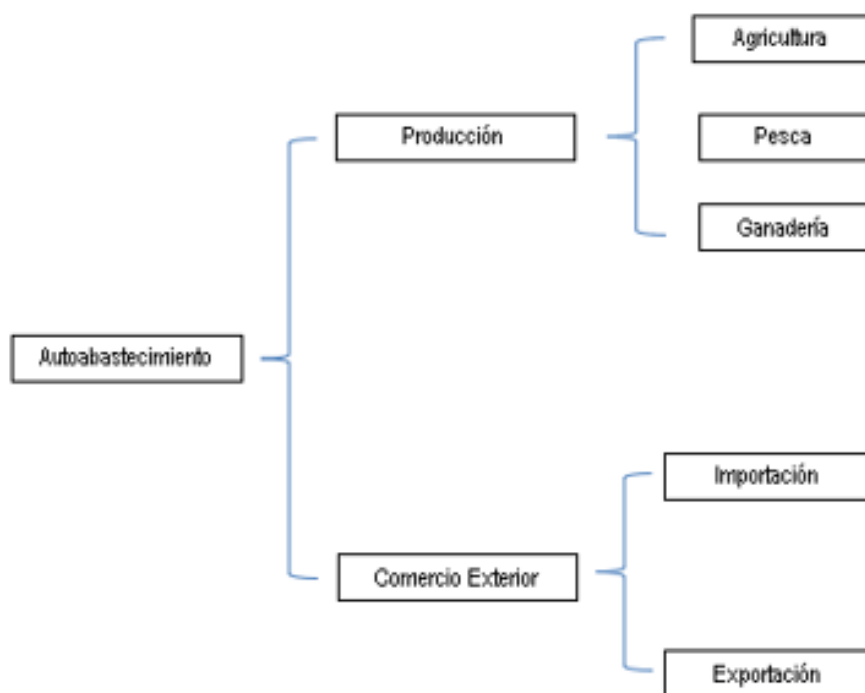 Agricultura
Producción
Pesca
Ganadería
Autoabastecimiento
Importación
Comercio Exterior
Exportación